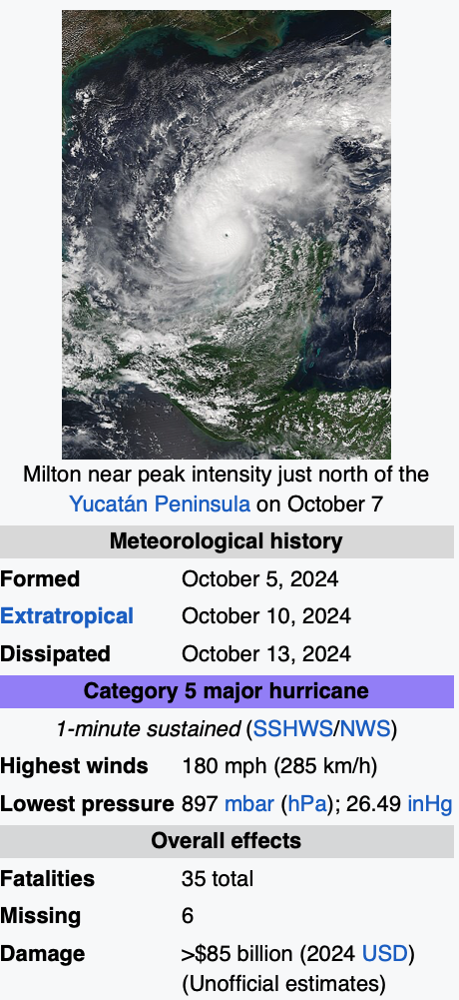 Milton near peak intensity just north of the
Yucatán Peninsula on October 7
Meteorological history
Formed October 5, 2024
Extratropical October 10, 2024
Dissipated October 13, 2024
Category 5 major hurricane
1-minute sustained (SSHWS/NWS)
Highest winds 180 mph (285 km/h)
Lowest pressure 897 mbar (hPa); 26.49 inHg
Overall effects
Fatalities 35 total
Missing 6
Damage >$85 billion (2024 USD)
(Unofficial estimates)